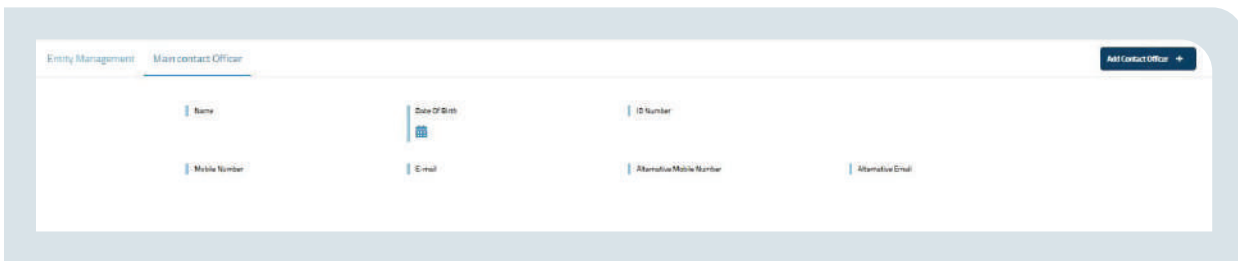 Entity Management Main contact Officer Add Contact Officer +
Name Date Of Birth ID Number
Mobile Number E-mail Alternative Mobile Number Alternative Email